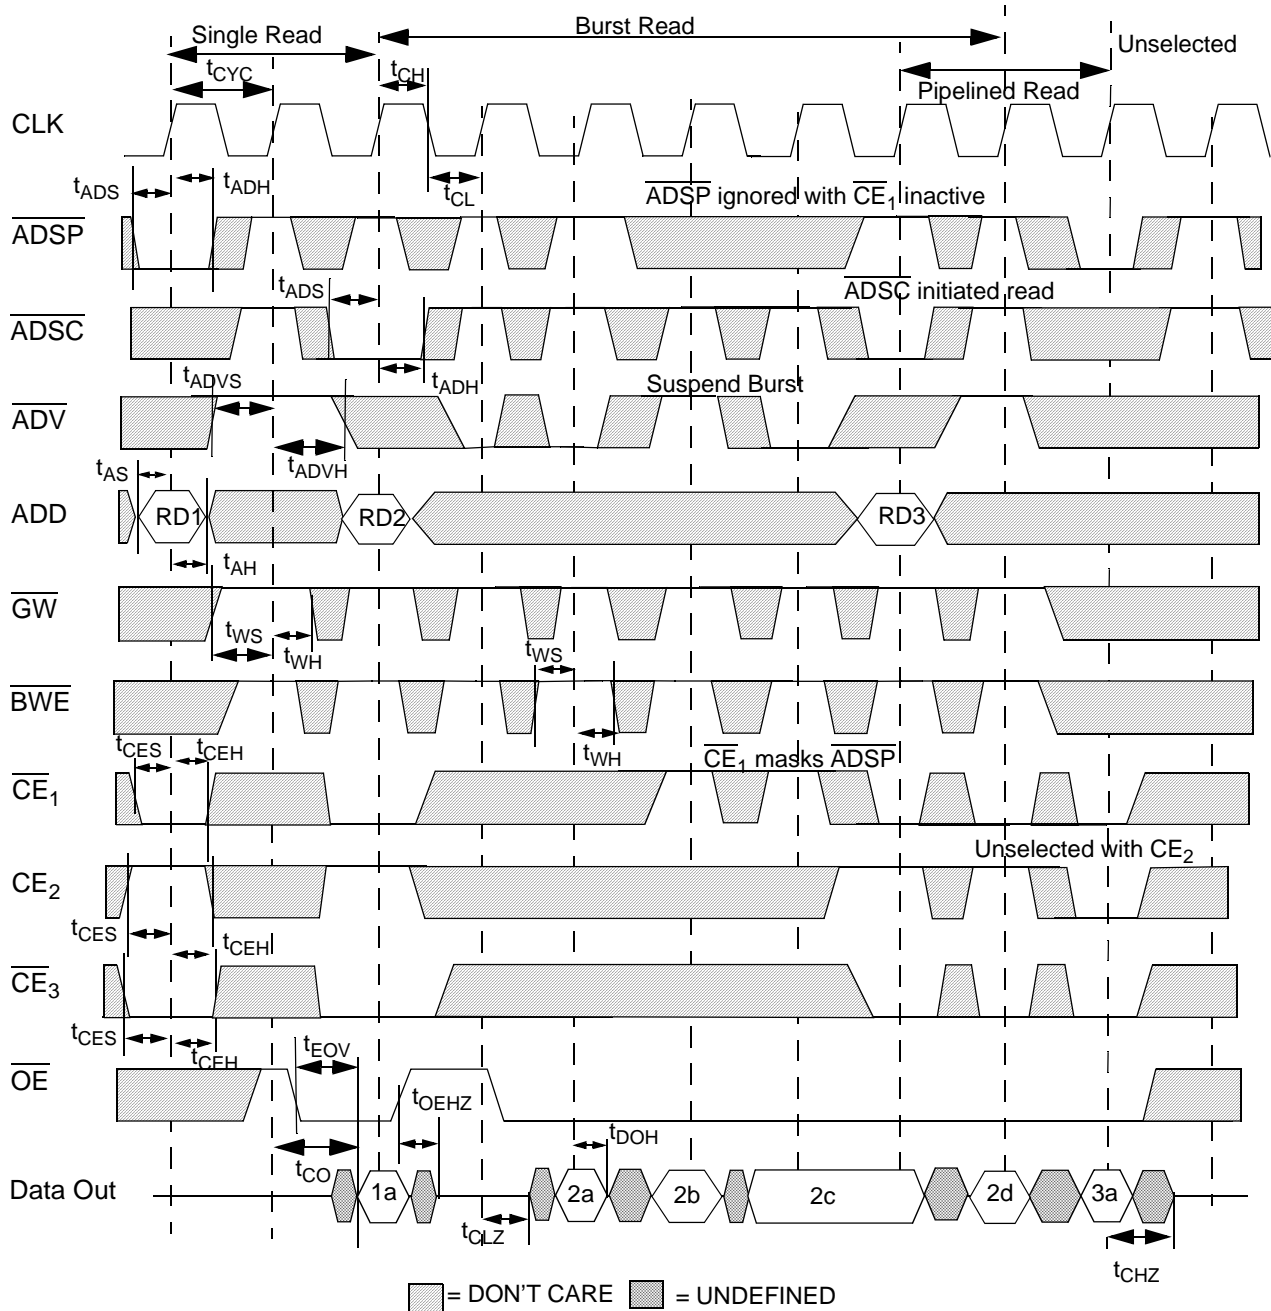 Single Read
Burst Read
Unselected
tCYC
tCH
Pipelined Read
CLK
tADS
tADH
tCL
ADSP ignored with CE1 inactive
ADSP
tADS
ADSC initiated read
ADSC
tADVS
tADH
Suspend Burst
ADV
tADVH
tAS
ADD
RD1
RD2
RD3
tAH
GW
tWS
tWH
tWS
BWE
tCES
tCEH
tWH
CE1 masks ADSP
CE1
Unselected with CE2
CE2
tCES
tCEH
CE3
tCES
tCEH
tEOV
OE
tOEHZ
tDOH
tCO
Data Out
1a
2a
2b
2c
2d
3a
tCLZ
tCHZ
= DON'T CARE
= UNDEFINED